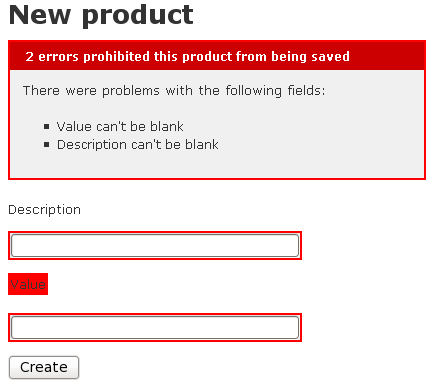 New product
2 errors prohibited this product from being saved
There were problems with the following fields:
Value can't be blank
Description can't be blank
Description
Value
Create